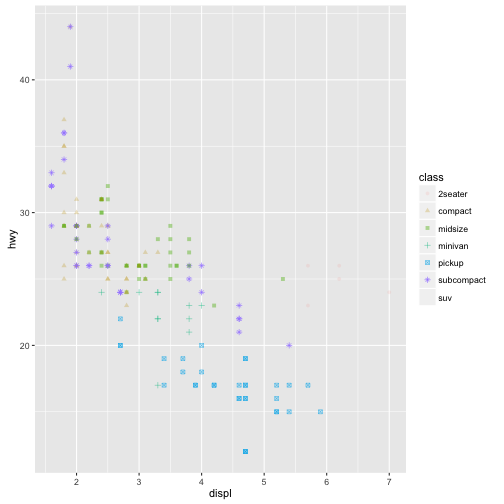 hwy
40
30
20
2
3
4
5
6
7
displ
class
2seater
compact
midsize
minivan
pickup
subcompact
suv